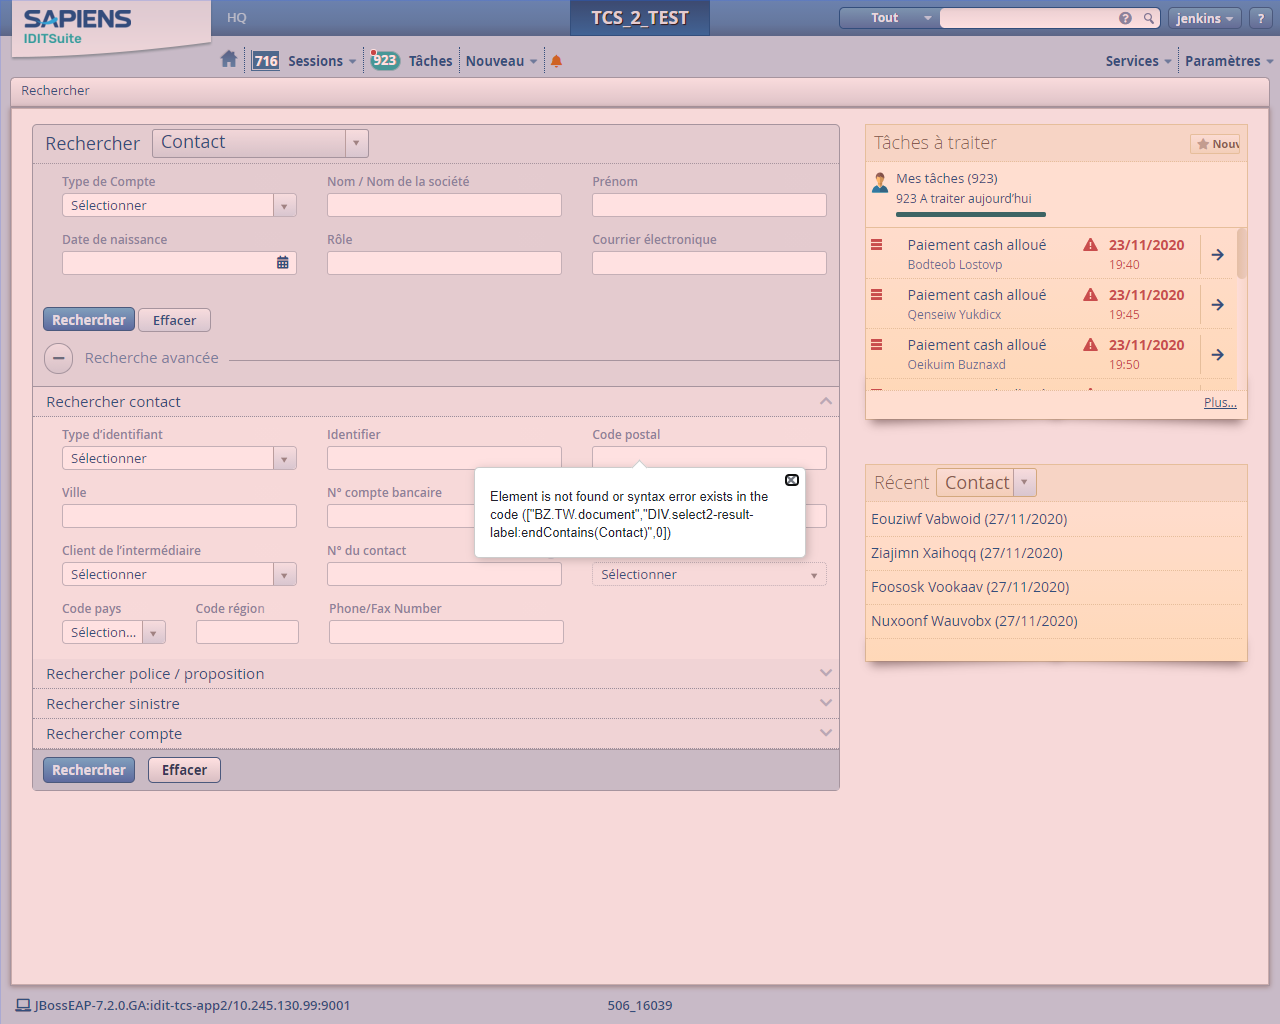 SAPIENS
IDITSuite
HQ
TCS_2_TEST
Tout
jenkins
?
716 Sessions
923 Tâches
Nouveau
Services
Paramètres
Rechercher
Rechercher Contact
Type de Compte
Nom / Nom de la société
Prénom
Sélectionner
Date de naissance
Rôle
Courrier électronique
Rechercher
Effacer
Recherche avancée
Rechercher contact
Type d'identifiant
Identifier
Code postal
Sélectionner
Ville
N° compte bancaire
Element is not found or syntax error exists in the
code (["BZ.TW.document","DIV.select2-result-
label:endContains(Contact)",0])
Client de l'intermédiaire
N° du contact
Sélectionner
Sélectionner
Code pays
Code région
Phone/Fax Number
Sélection...
Rechercher police / proposition
Rechercher sinistre
Rechercher compte
Rechercher
Effacer
Tâches à traiter
Mes tâches (923)
923 A traiter aujourd'hui
Paiement cash alloué
23/11/2020
Bodteob Lostovp
19:40
Paiement cash alloué
23/11/2020
Qenseiw Yukdicx
19:45
Paiement cash alloué
23/11/2020
Oeikuim Buznaxd
19:50
Plus...
Récent Contact
Eouziwf Vabwoid (27/11/2020)
Ziajimn Xaihoqq (27/11/2020)
Foososk Vookaav (27/11/2020)
Nuxoonf Wauvobx (27/11/2020)
JBossEAP-7.2.0.GA:idit-tcs-app2/10.245.130.99:9001
506_16039